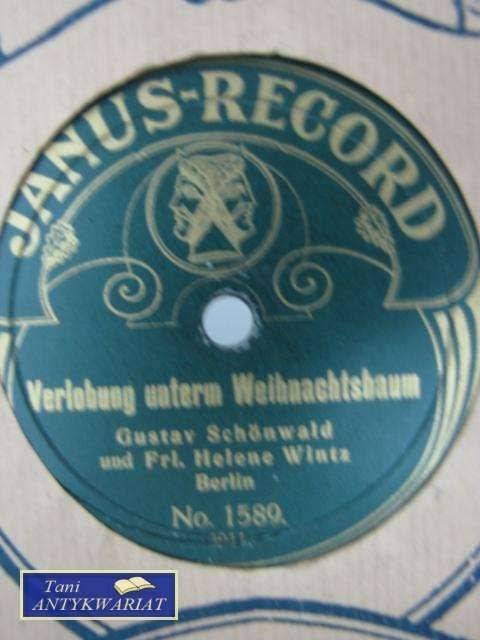 JANUS-RECORD
Verlobung unterm Weihnachtsbaum
Gustav Schönwald
und Frl. Helene Wintz
Berlin
No. 1589.
Tani
ANTYKWARIAT